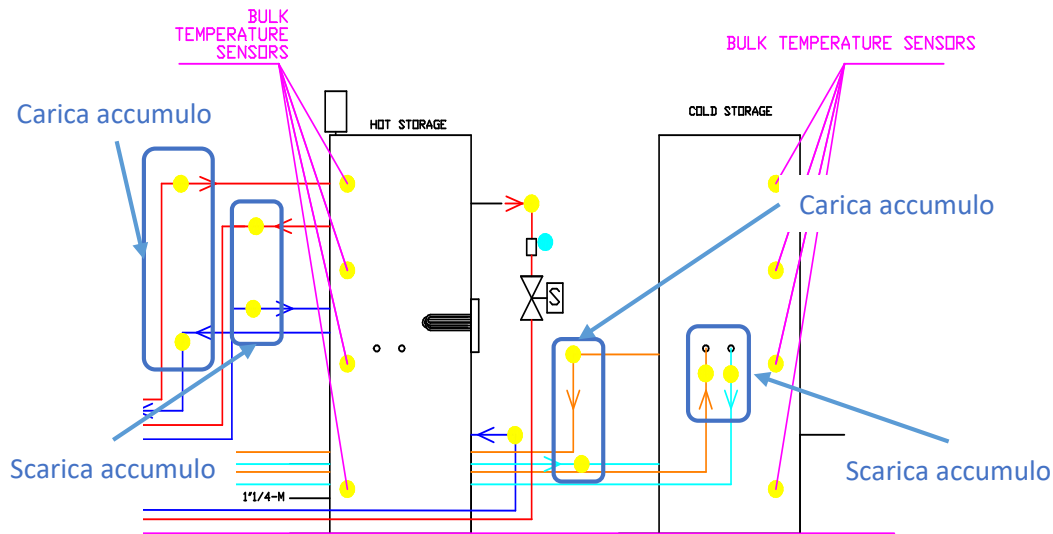 BULK
TEMPERATURE
SENSORS
BULK TEMPERATURE SENSORS
Carica accumulo
HOT STORAGE
COLD STORAGE
Carica accumulo
S
Scarica accumulo
Scarica accumulo
1"1/4-M